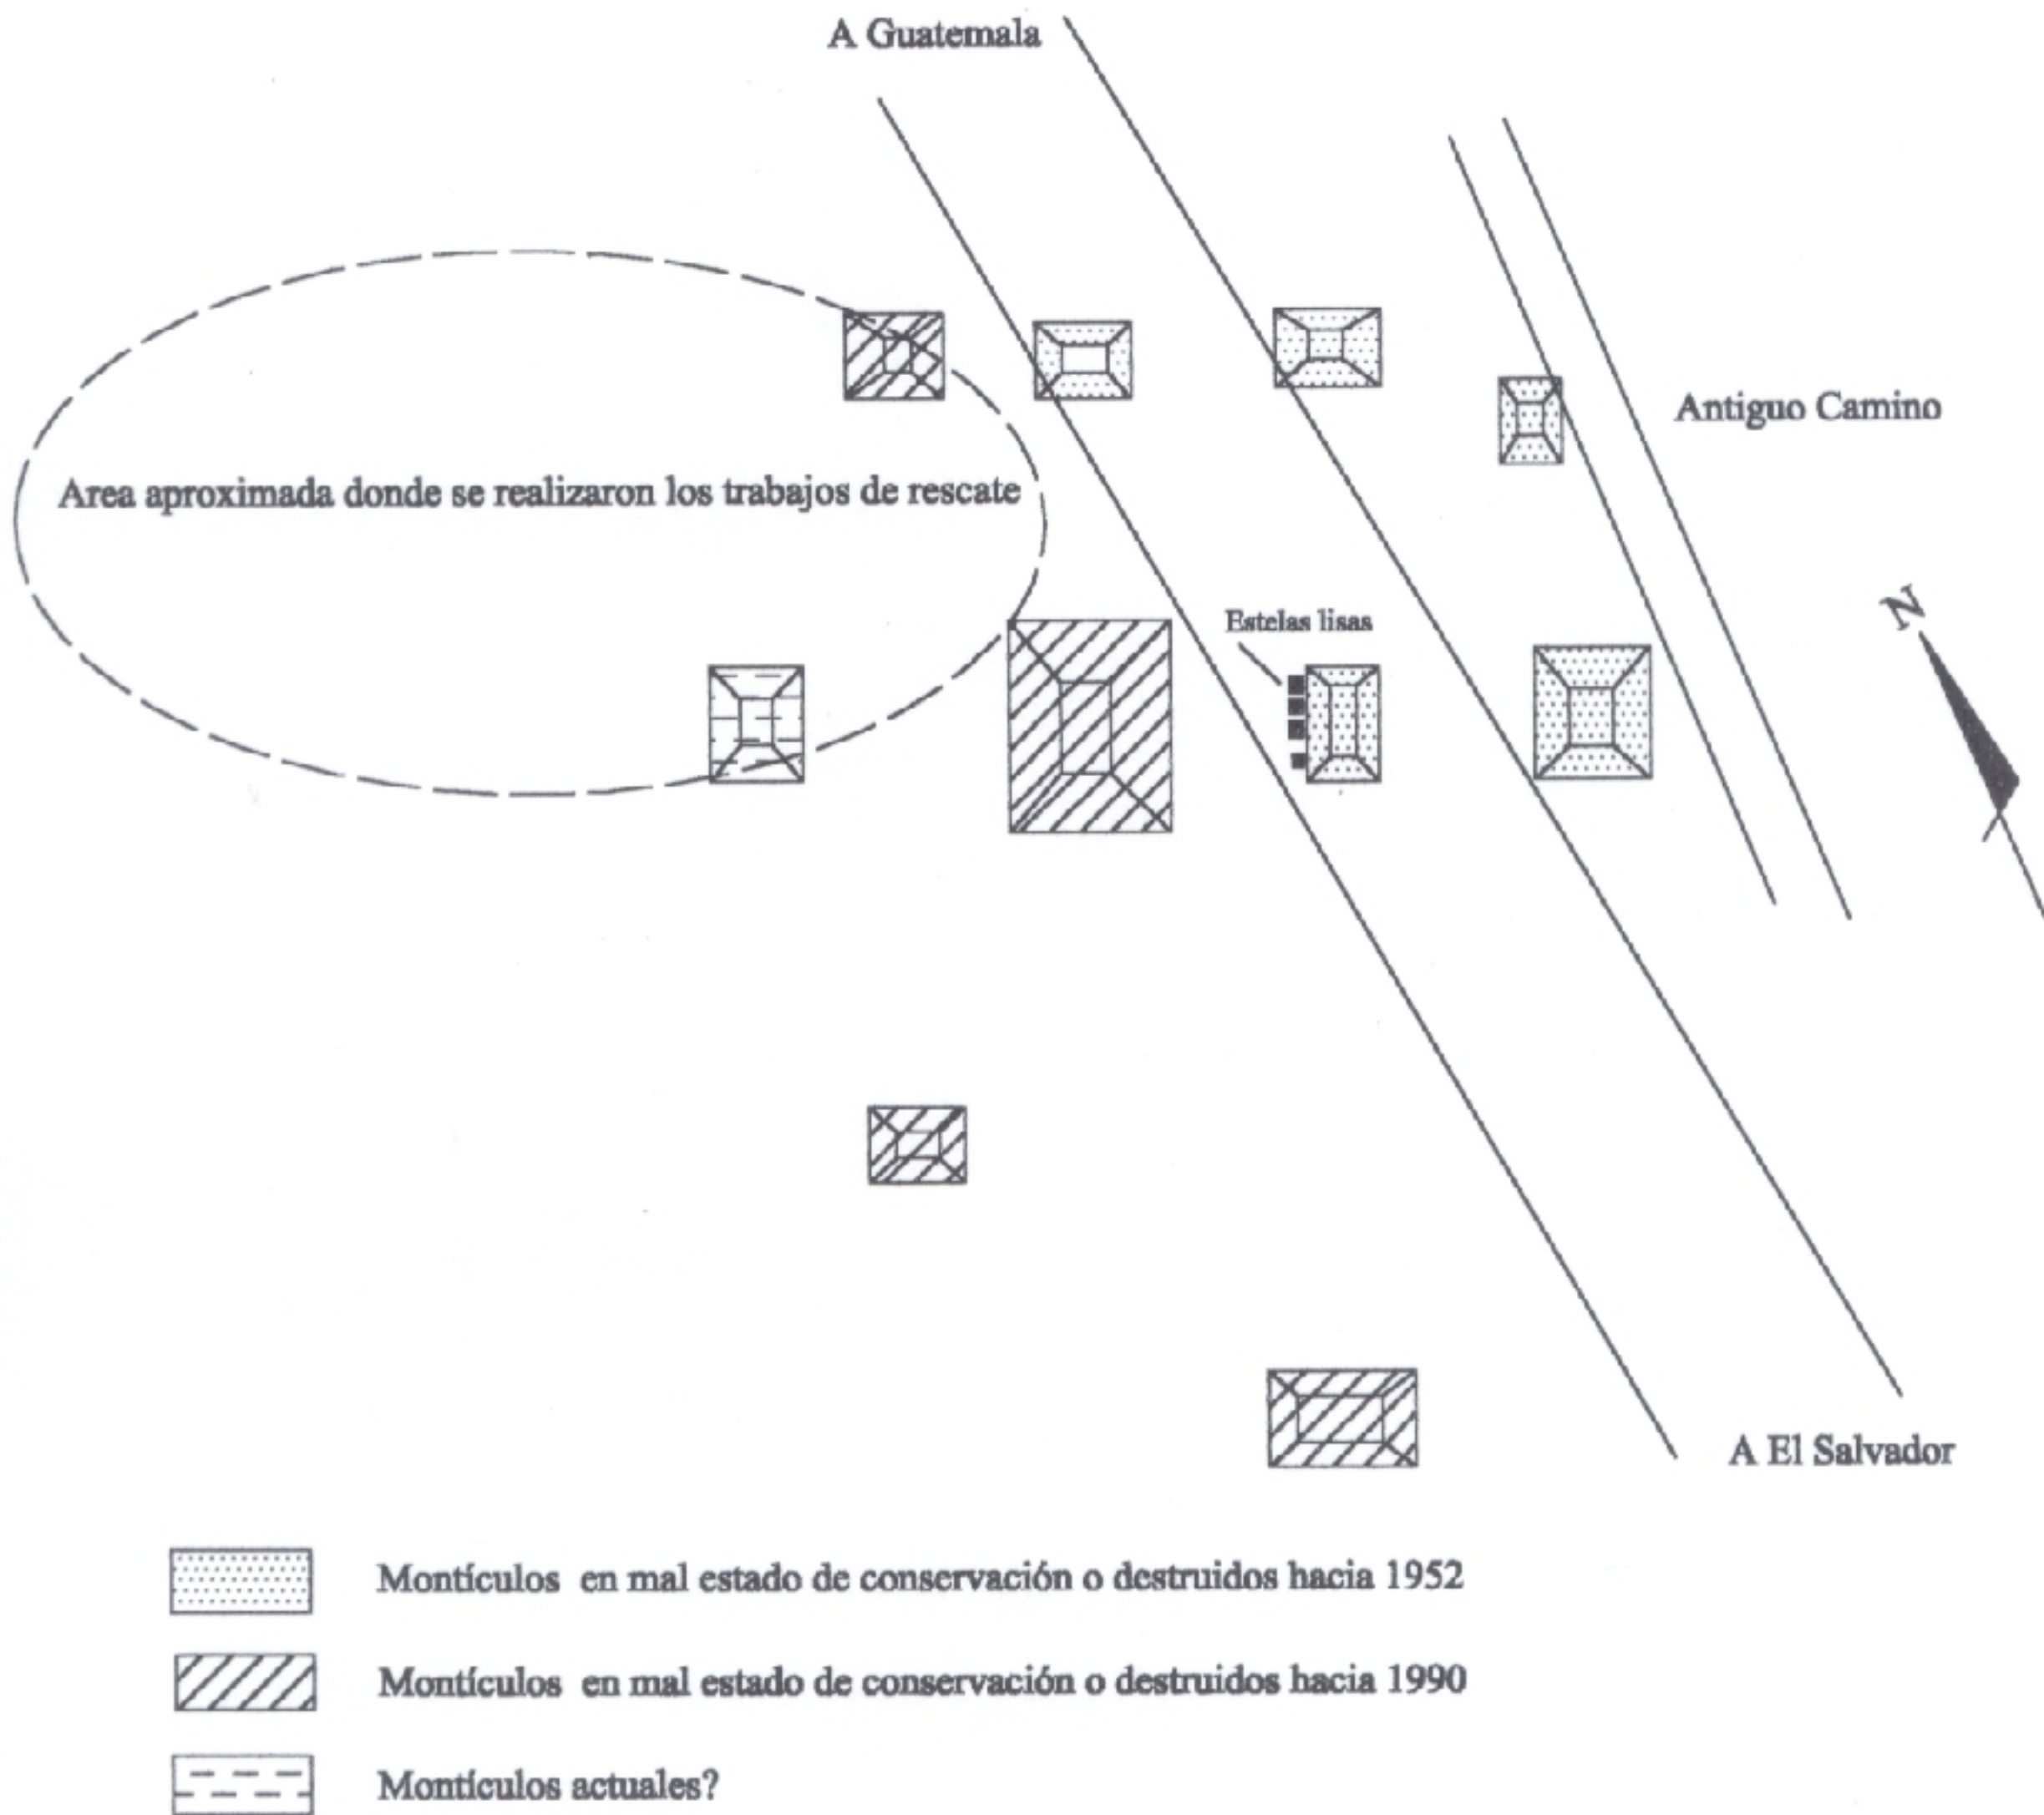 A Guatemala
Antiguo Camino
Area aproximada donde se realizaron los trabajos de rescate
N
Estelas lisas
A El Salvador
Montículos en mal estado de conservación o destruidos hacia 1952
Montículos en mal estado de conservación o destruidos hacia 1990
Montículos actuales?